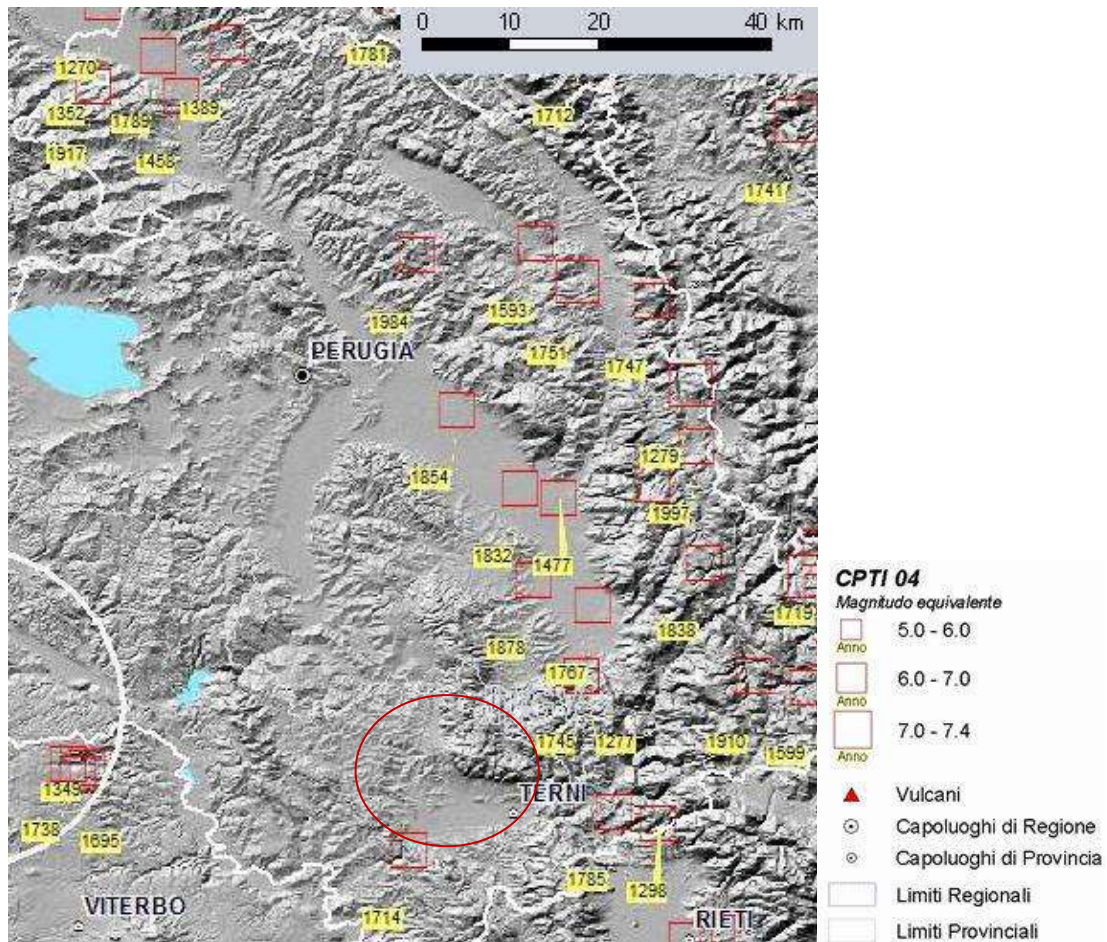 0 10 20 40 km
1781
1270
1352
1789
1389
1712
1917
1458
1741
1984
1593
PERUGIA
1751
1747
1854
1279
1997
1832
1477
1719
1878
1838
1767
1745
1277
1910
1599
1349
TERNI
1738
1695
1785
1298
VITERBO
1714
RIETI
CPTI 04
Magnitudo equivalente
5.0 - 6.0
Anno
6.0 - 7.0
Anno
7.0 - 7.4
Anno
Vulcani
Capoluoghi di Regione
Capoluoghi di Provincia
Limiti Regionali
Limiti Provinciali